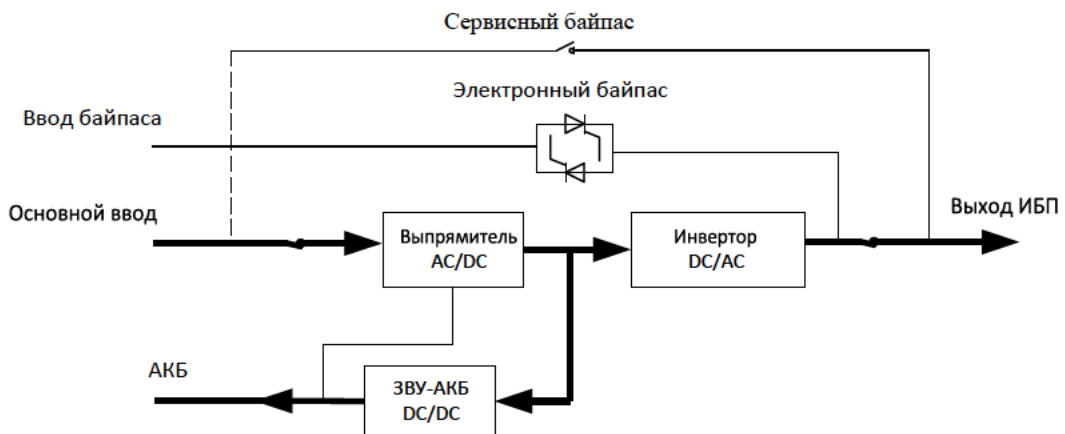 Сервисный байпас
Электронный байпас
Ввод байпаса
Основной ввод
Выход ИБП
Выпрямитель
AC/DC
Инвертор
DC/AC
АКБ
ЗВУ-АКБ
DC/DC